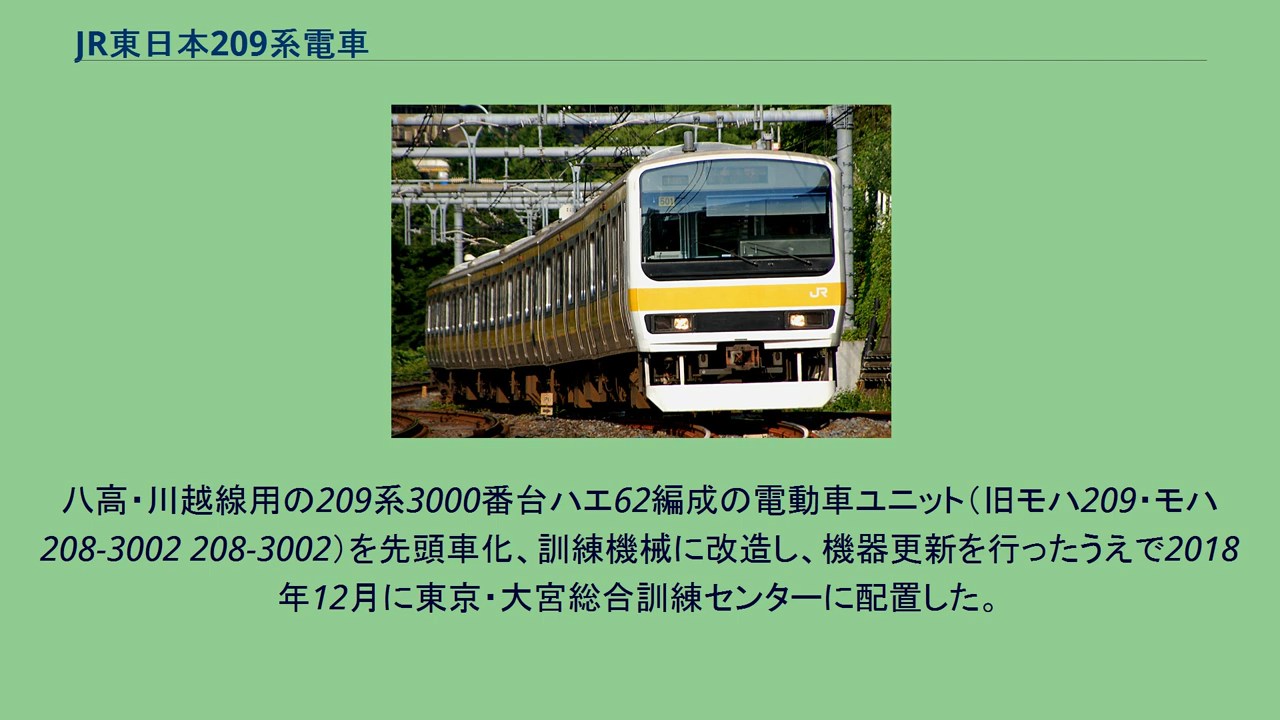 JR東日本209系電車
501
JR
八高・川越線用の209系3000番台ハエ62編成の電動車ユニット（旧モハ209・モハ
208-3002 208-3002）を先頭車化、訓練機械に改造し、機器更新を行ったうえで2018
年12月に東京・大宮総合訓練センターに配置した。